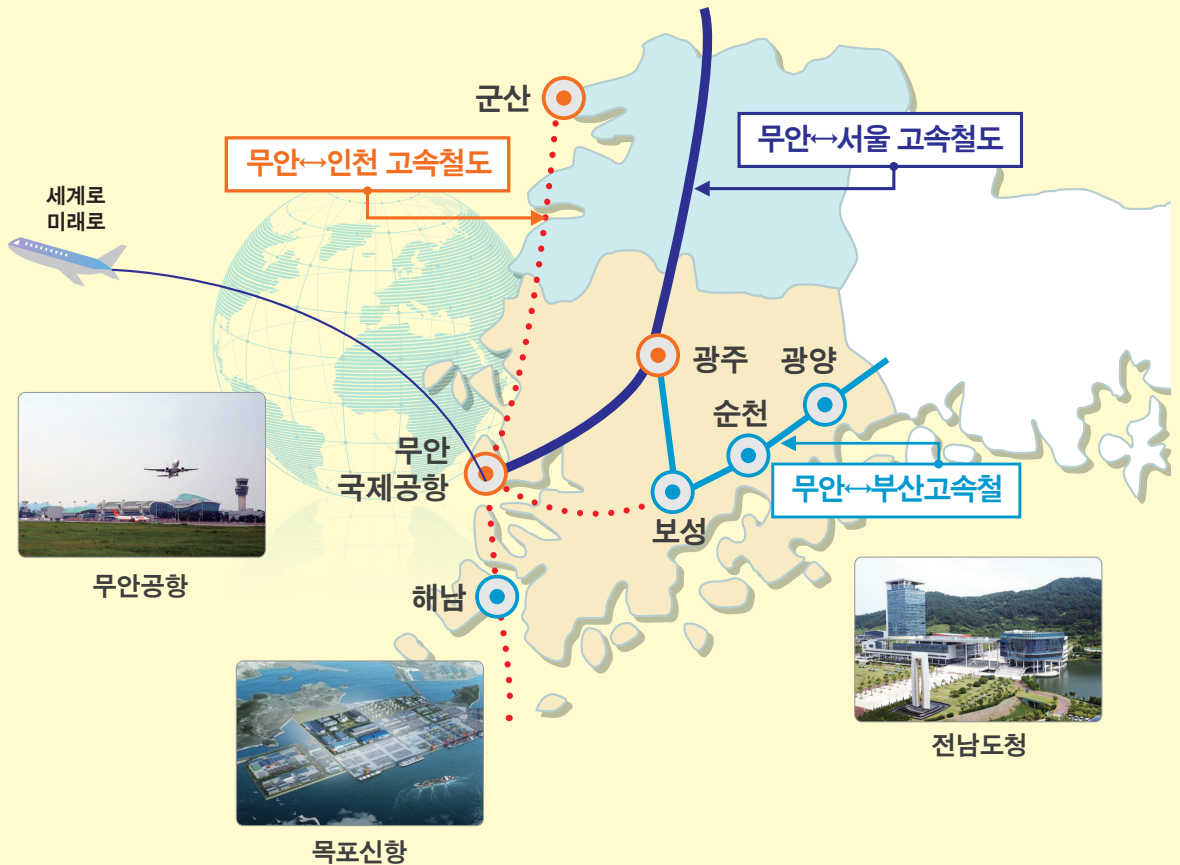 군산
무안↔인천 고속철도
무안↔서울 고속철도
세계로
미래로
광주
광양
순천
무안
국제공항
무안↔부산고속철
보성
무안공항
해남
전남도청
목포신항